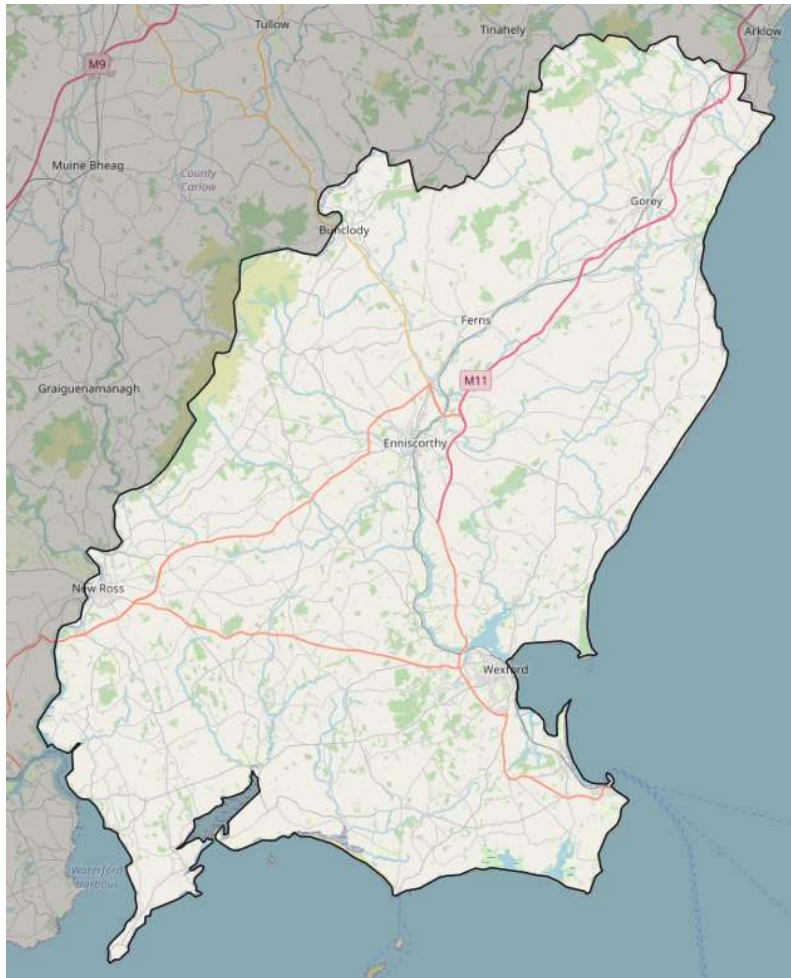 Tullow
Tinahely
Arklow
M9
Muine Bheag
County
Carlow
Gorey
Bunclody
Ferns
M11
Graiguenamanagh
Enniscorthy
New Ross
Wexford
Waterford
Harbour